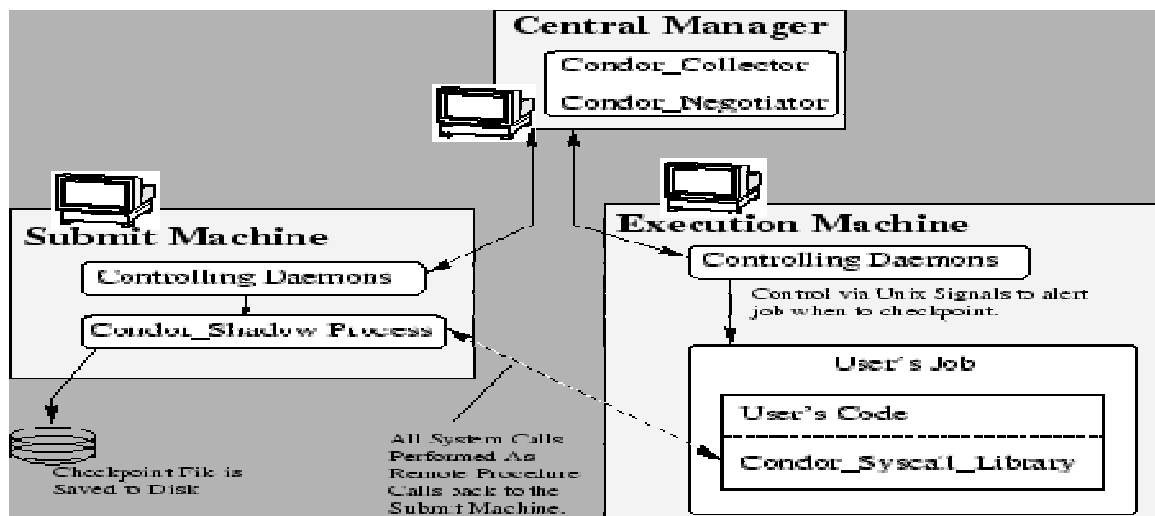 Central Manager
Condor_Collector
Condor_Negotiator
Submit Machine
Controlling Daemons
Condor_Shadow Process
Checkpoint File is
Saved to Disk
All System Calls
Performed As
Remote Procedure
Calls back to the
Submit Machine.
Execution Machine
Controlling Daemons
Control via Unix Signals to alert
job when to checkpoint.
User's Job
User's Code
Condor_Syscall_Library